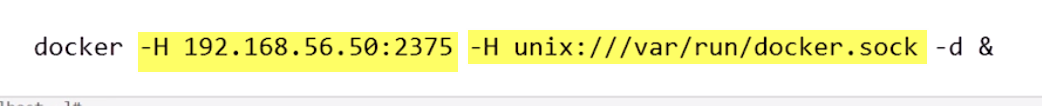 docker -H 192.168.56.50:2375 -H unix:///var/run/docker.sock -d &